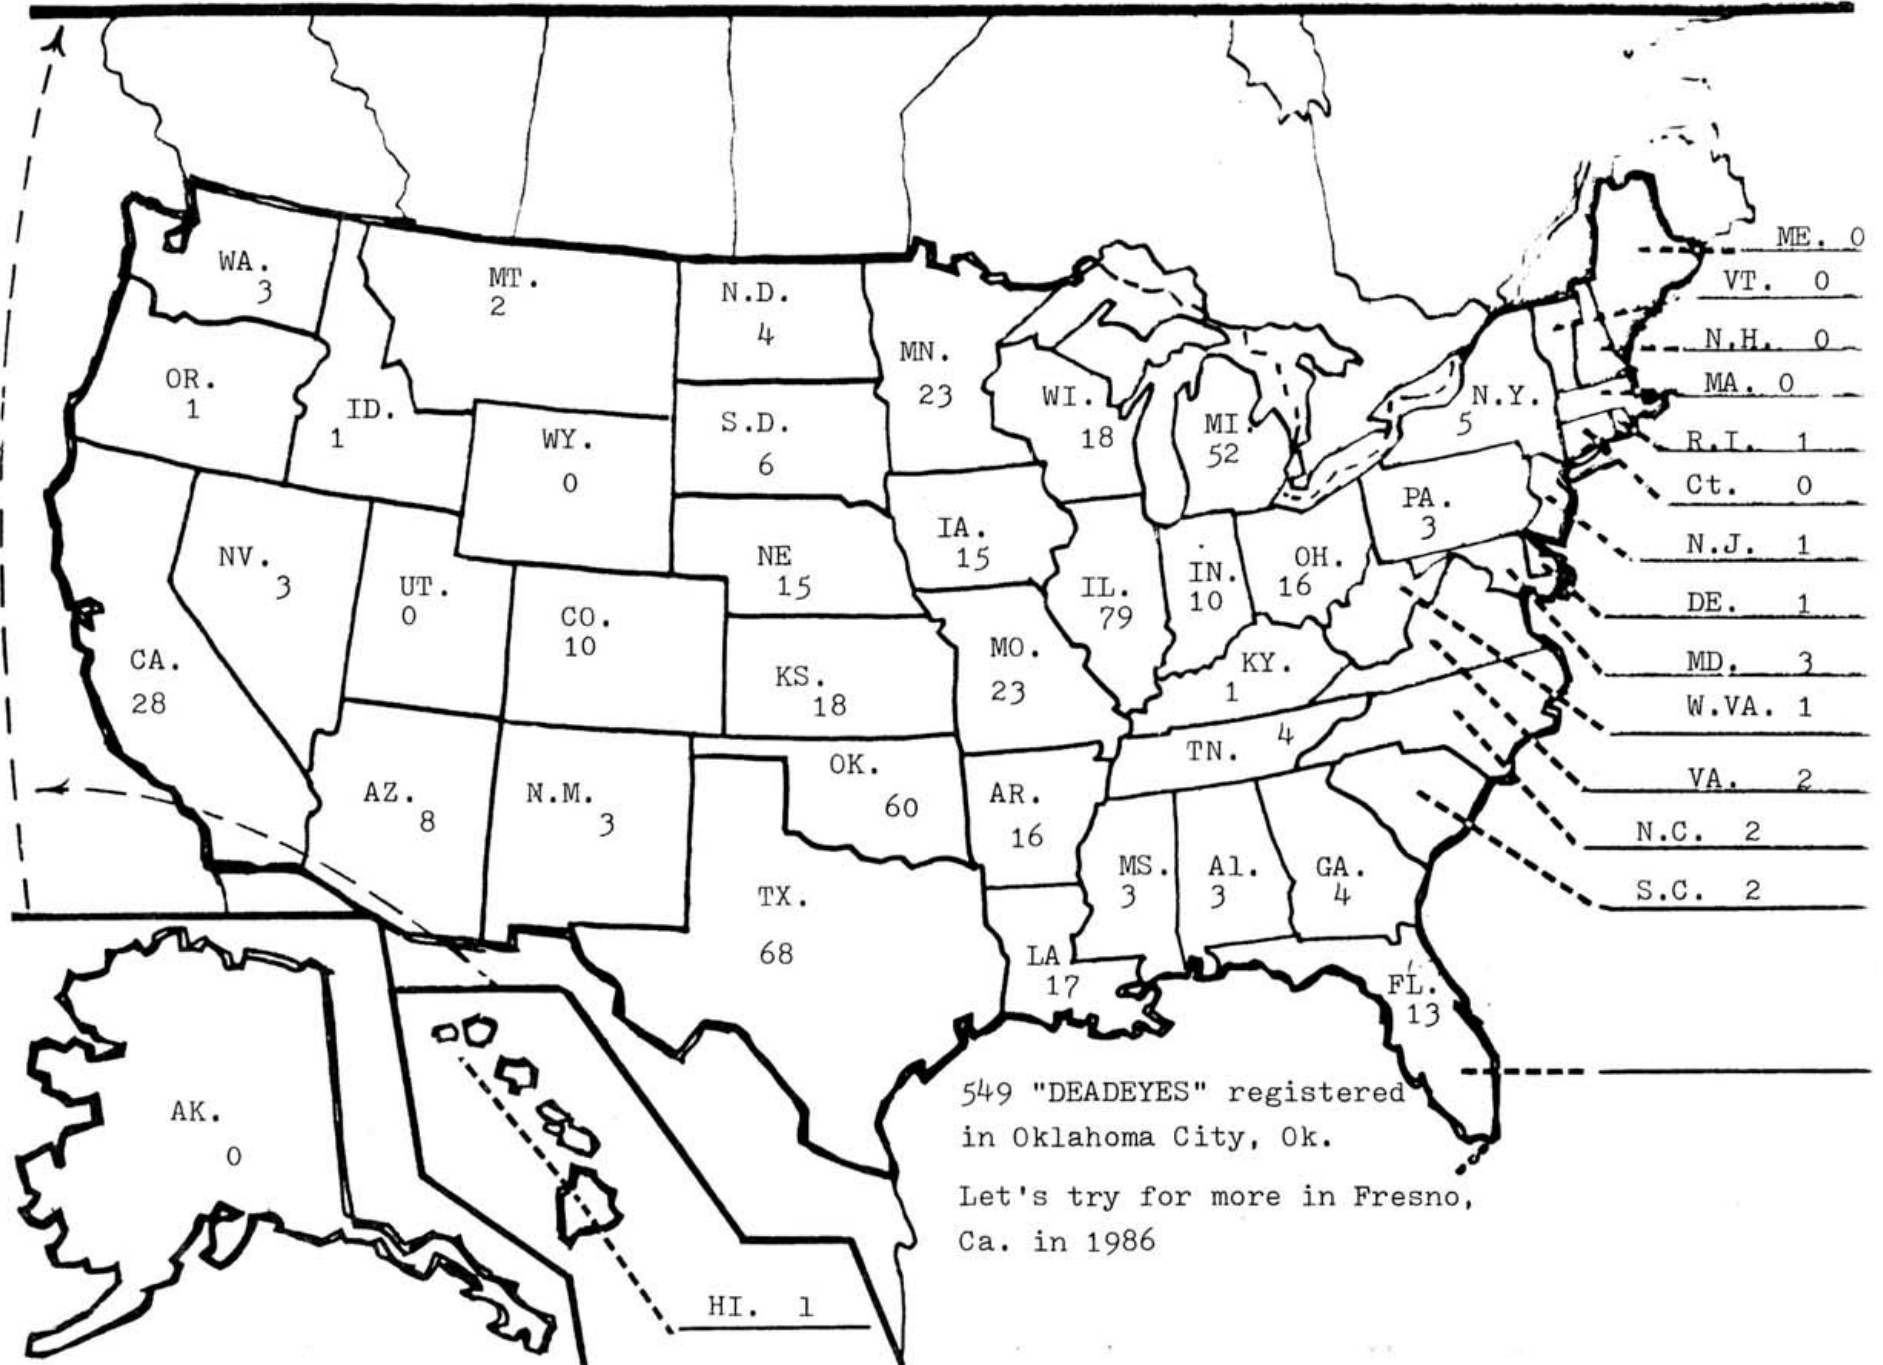 ME. 0
VT. 0
N.H. 0
MA. 0
R.I. 1
Ct. 0
N.J. 1
DE. 1
MD. 3
W.VA. 1
VA. 2
N.C. 2
S.C. 2
WA.
3
MT.
2
N.D.
4
MN.
23
OR.
1
ID.
1
WY.
0
S.D.
6
WI.
18
MI.
52
N.Y.
5
PA.
3
NV.
3
UT.
0
CO.
10
NE
15
IA.
15
IL.
79
IN.
10
OH.
16
CA.
28
KS.
18
MO.
23
KY.
1
TN. 4
AZ.
8
N.M.
3
OK.
60
AR.
16
TX.
68
LA
17
MS.
3
Al.
3
GA.
4
FL.
13
AK.
0
HI. 1
549 "DEADEYES" registered
in Oklahoma City, Ok.
Let's try for more in Fresno,
Ca. in 1986